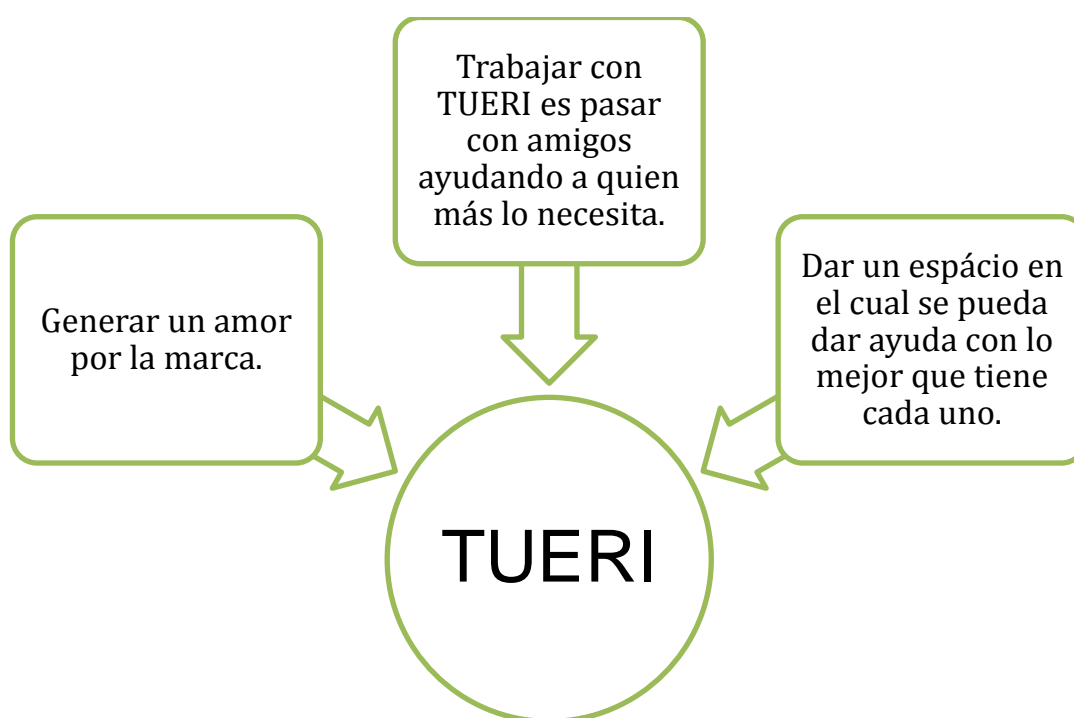 Trabajar con
TUERI es pasar
con amigos
ayudando a quien
más lo necesita.
Generar un amor
por la marca.
Dar un espácio en
el cual se pueda
dar ayuda con lo
mejor que tiene
cada uno.
TUERI